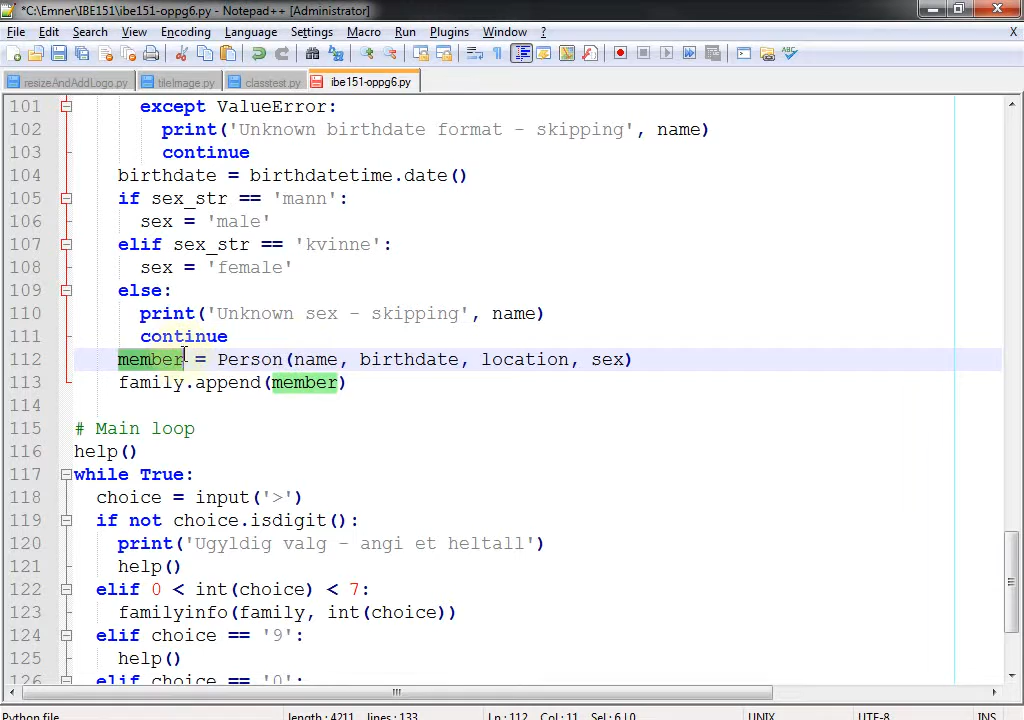 *C:\Emner\IBE151\ibe151-oppg6.py - Notepad++ [Administrator]
File Edit Search View Encoding Language Settings Macro Run Plugins Window ? X
resizeAndAddLogo.py tileImage.py classtest.py ibe151-oppg6.py
101 except ValueError:
102 print('Unknown birthdate format - skipping', name)
103 continue
104 birthdate = birthdatetime.date()
105 if sex_str == 'mann':
106 sex = 'male'
107 elif sex_str == 'kvinne':
108 sex = 'female'
109 else:
110 print('Unknown sex - skipping', name)
111 continue
112 member = Person(name, birthdate, location, sex)
113 family.append(member)
114
115 # Main loop
116 help()
117 while True:
118 choice = input('>')
119 if not choice.isdigit():
120 print('Ugyldig valg - angi et heltall')
121 help()
122 elif 0 < int(choice) < 7:
123 familyinfo(family, int(choice))
124 elif choice == '9':
125 help()
126 elif choice == '0':
Python file length : 4211 lines : 133 Ln : 112 Col : 11 Sel : 6 | 0 UNIX UTF-8 INS